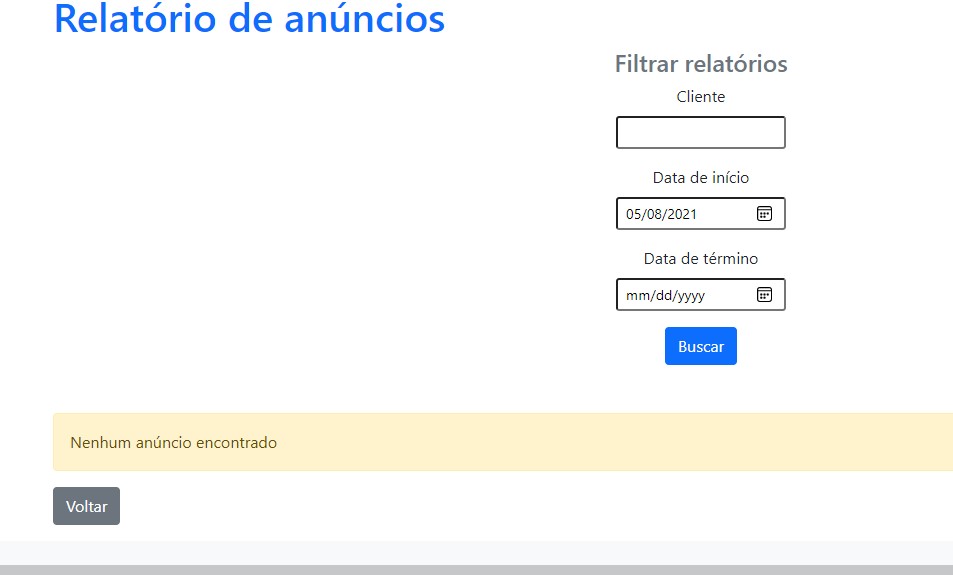 Relatório de anúncios
Filtrar relatórios
Cliente
Data de início
05/08/2021
Data de término
mm/dd/yyyy
Buscar
Nenhum anúncio encontrado
Voltar